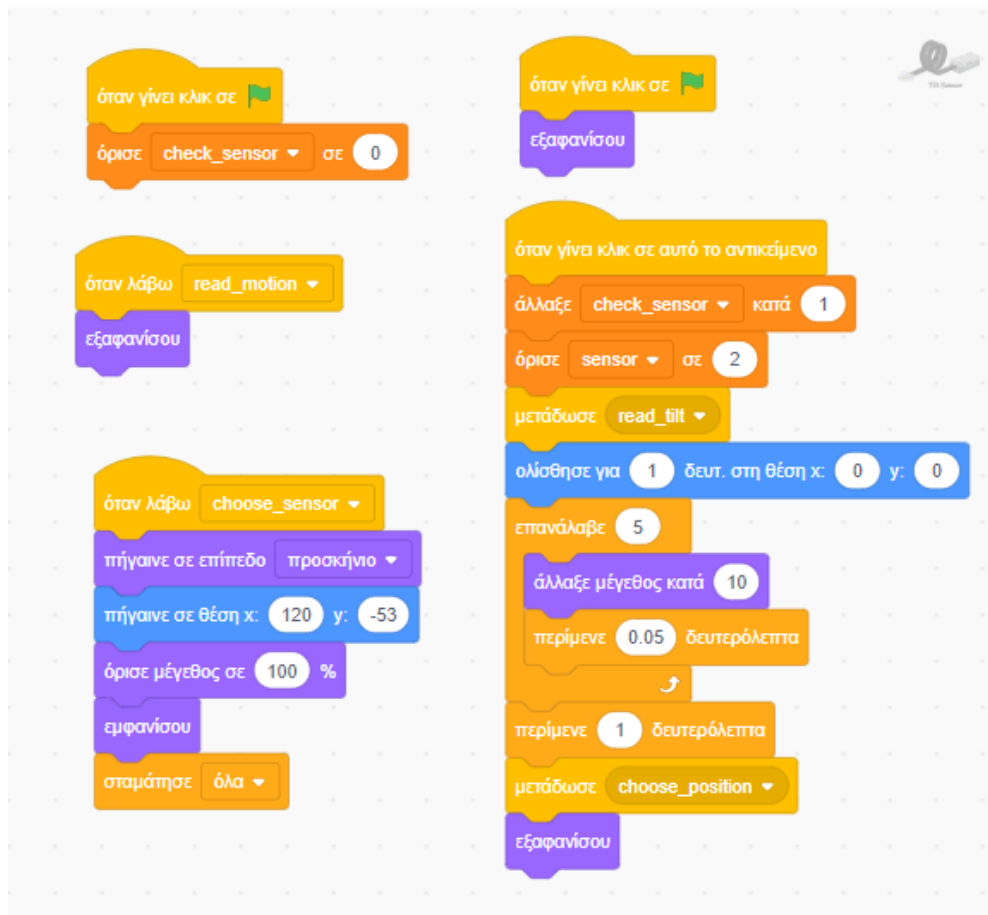 όταν γίνει κλικ σε
όρισε check_sensor σε 0
όταν λάβω read_motion
εξαφανίσου
όταν λάβω choose_sensor
πήγαινε σε επίπεδο προσκήνιο
πήγαινε σε θέση x: 120 y: -53
όρισε μέγεθος σε 100 %
εμφανίσου
σταμάτησε όλα
όταν γίνει κλικ σε
εξαφανίσου
Tilt Sensor
όταν γίνει κλικ σε αυτό το αντικείμενο
άλλαξε check_sensor κατά 1
όρισε sensor σε 2
μετάδωσε read_tilt
ολίσθησε για 1 δευτ. στη θέση x: 0 y: 0
επανάλαβε 5
άλλαξε μέγεθος κατά 10
περίμενε 0.05 δευτερόλεπτα
περίμενε 1 δευτερόλεπτα
μετάδωσε choose_position
εξαφανίσου